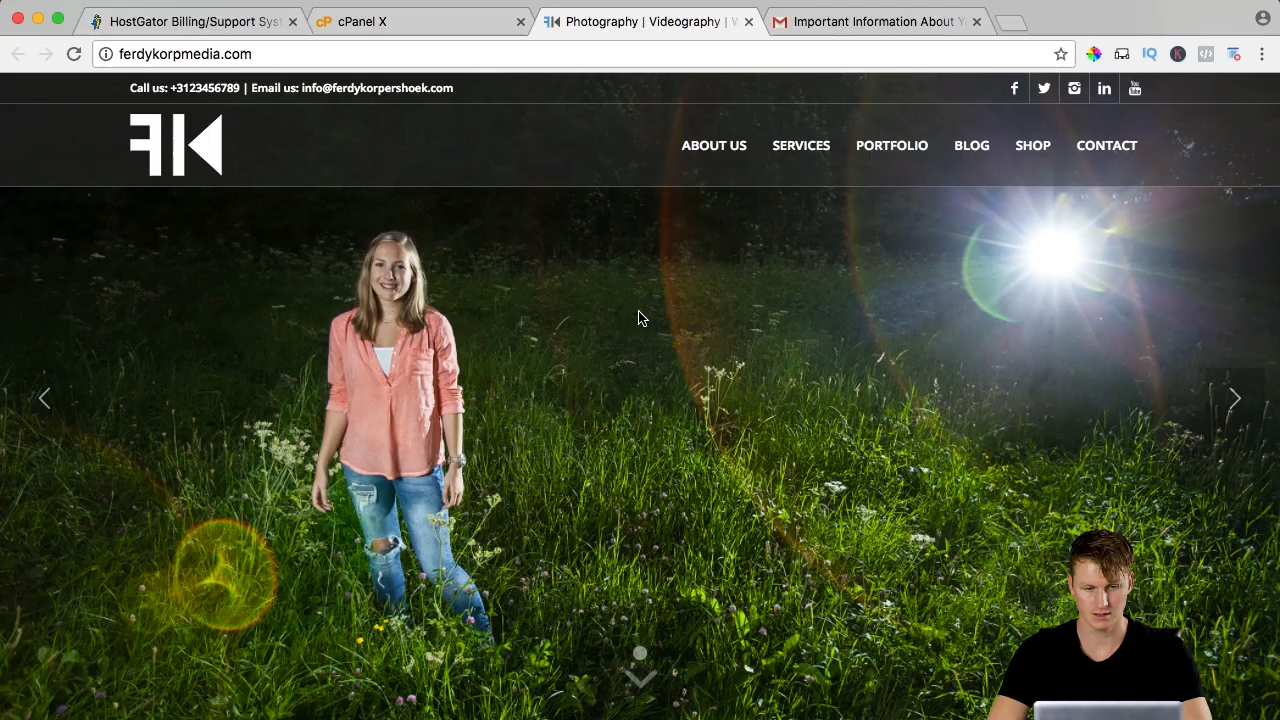 HostGator Billing/Support Sys
cPanel X
Photography | Videography |
Important Information About Y
ferdykorpmedia.com
Call us: +3123456789 | Email us: info@ferdykorpershoek.com
FK
ABOUT US
SERVICES
PORTFOLIO
BLOG
SHOP
CONTACT